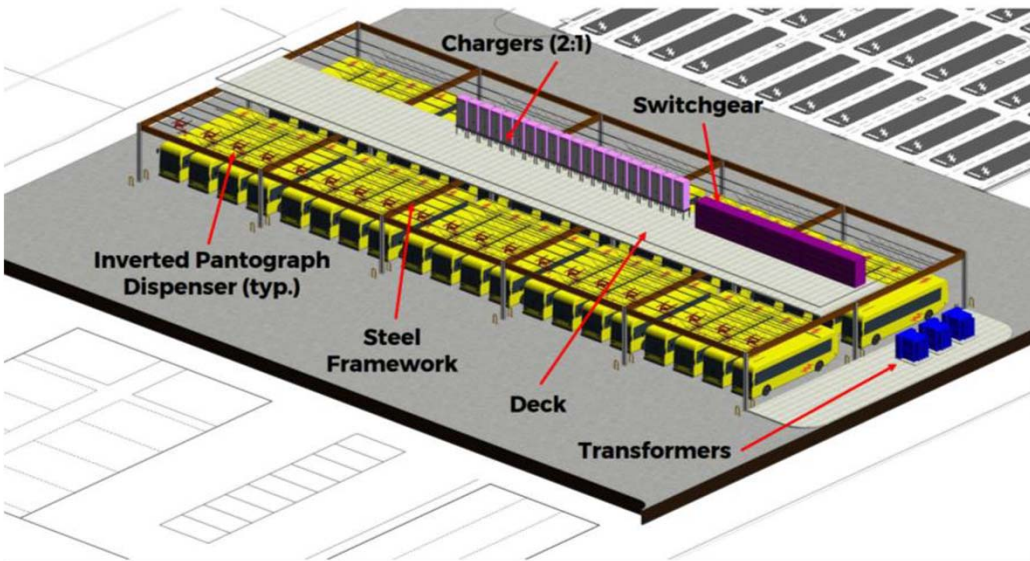 Chargers (2:1)
Switchgear
Inverted Pantograph
Dispenser (typ.)
Steel
Framework
Deck
Transformers